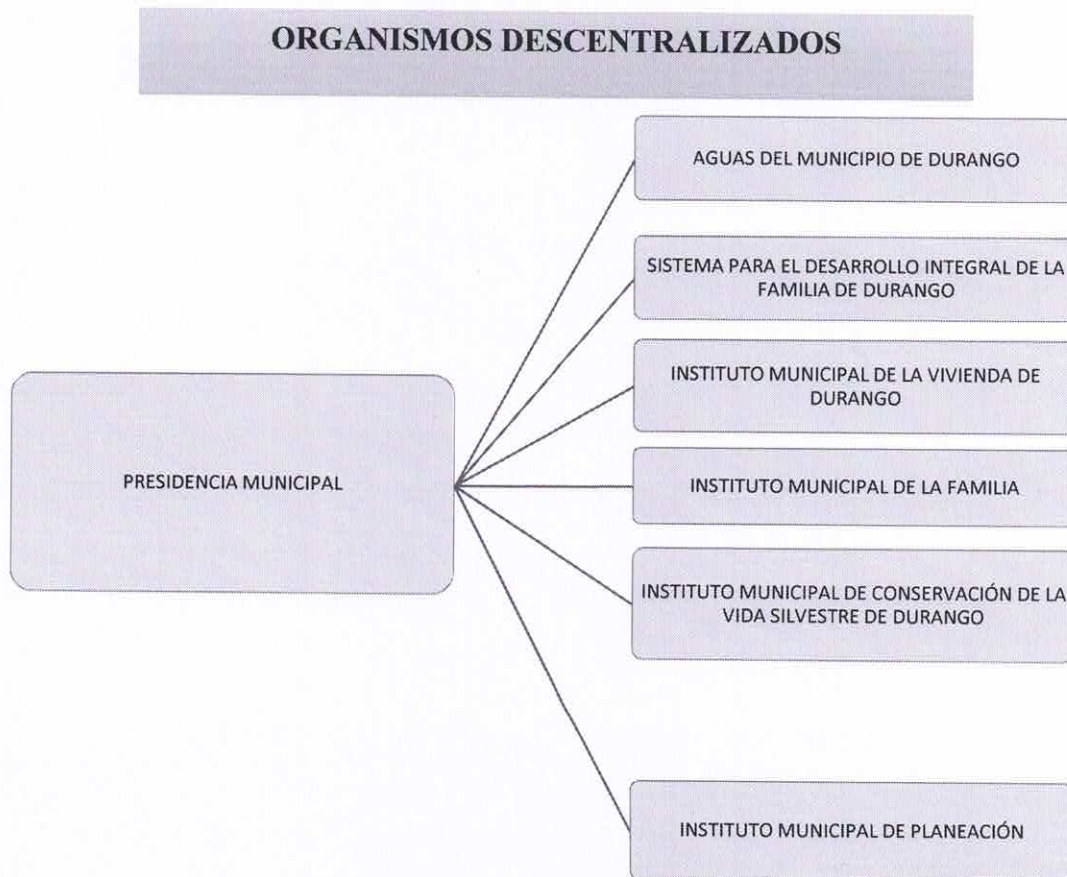 ORGANISMOS DESCENTRALIZADOS
AGUAS DEL MUNICIPIO DE DURANGO
SISTEMA PARA EL DESARROLLO INTEGRAL DE LA
FAMILIA DE DURANGO
INSTITUTO MUNICIPAL DE LA VIVIENDA DE
DURANGO
PRESIDENCIA MUNICIPAL
INSTITUTO MUNICIPAL DE LA FAMILIA
INSTITUTO MUNICIPAL DE CONSERVACIÓN DE LA
VIDA SILVESTRE DE DURANGO
INSTITUTO MUNICIPAL DE PLANEACIÓN